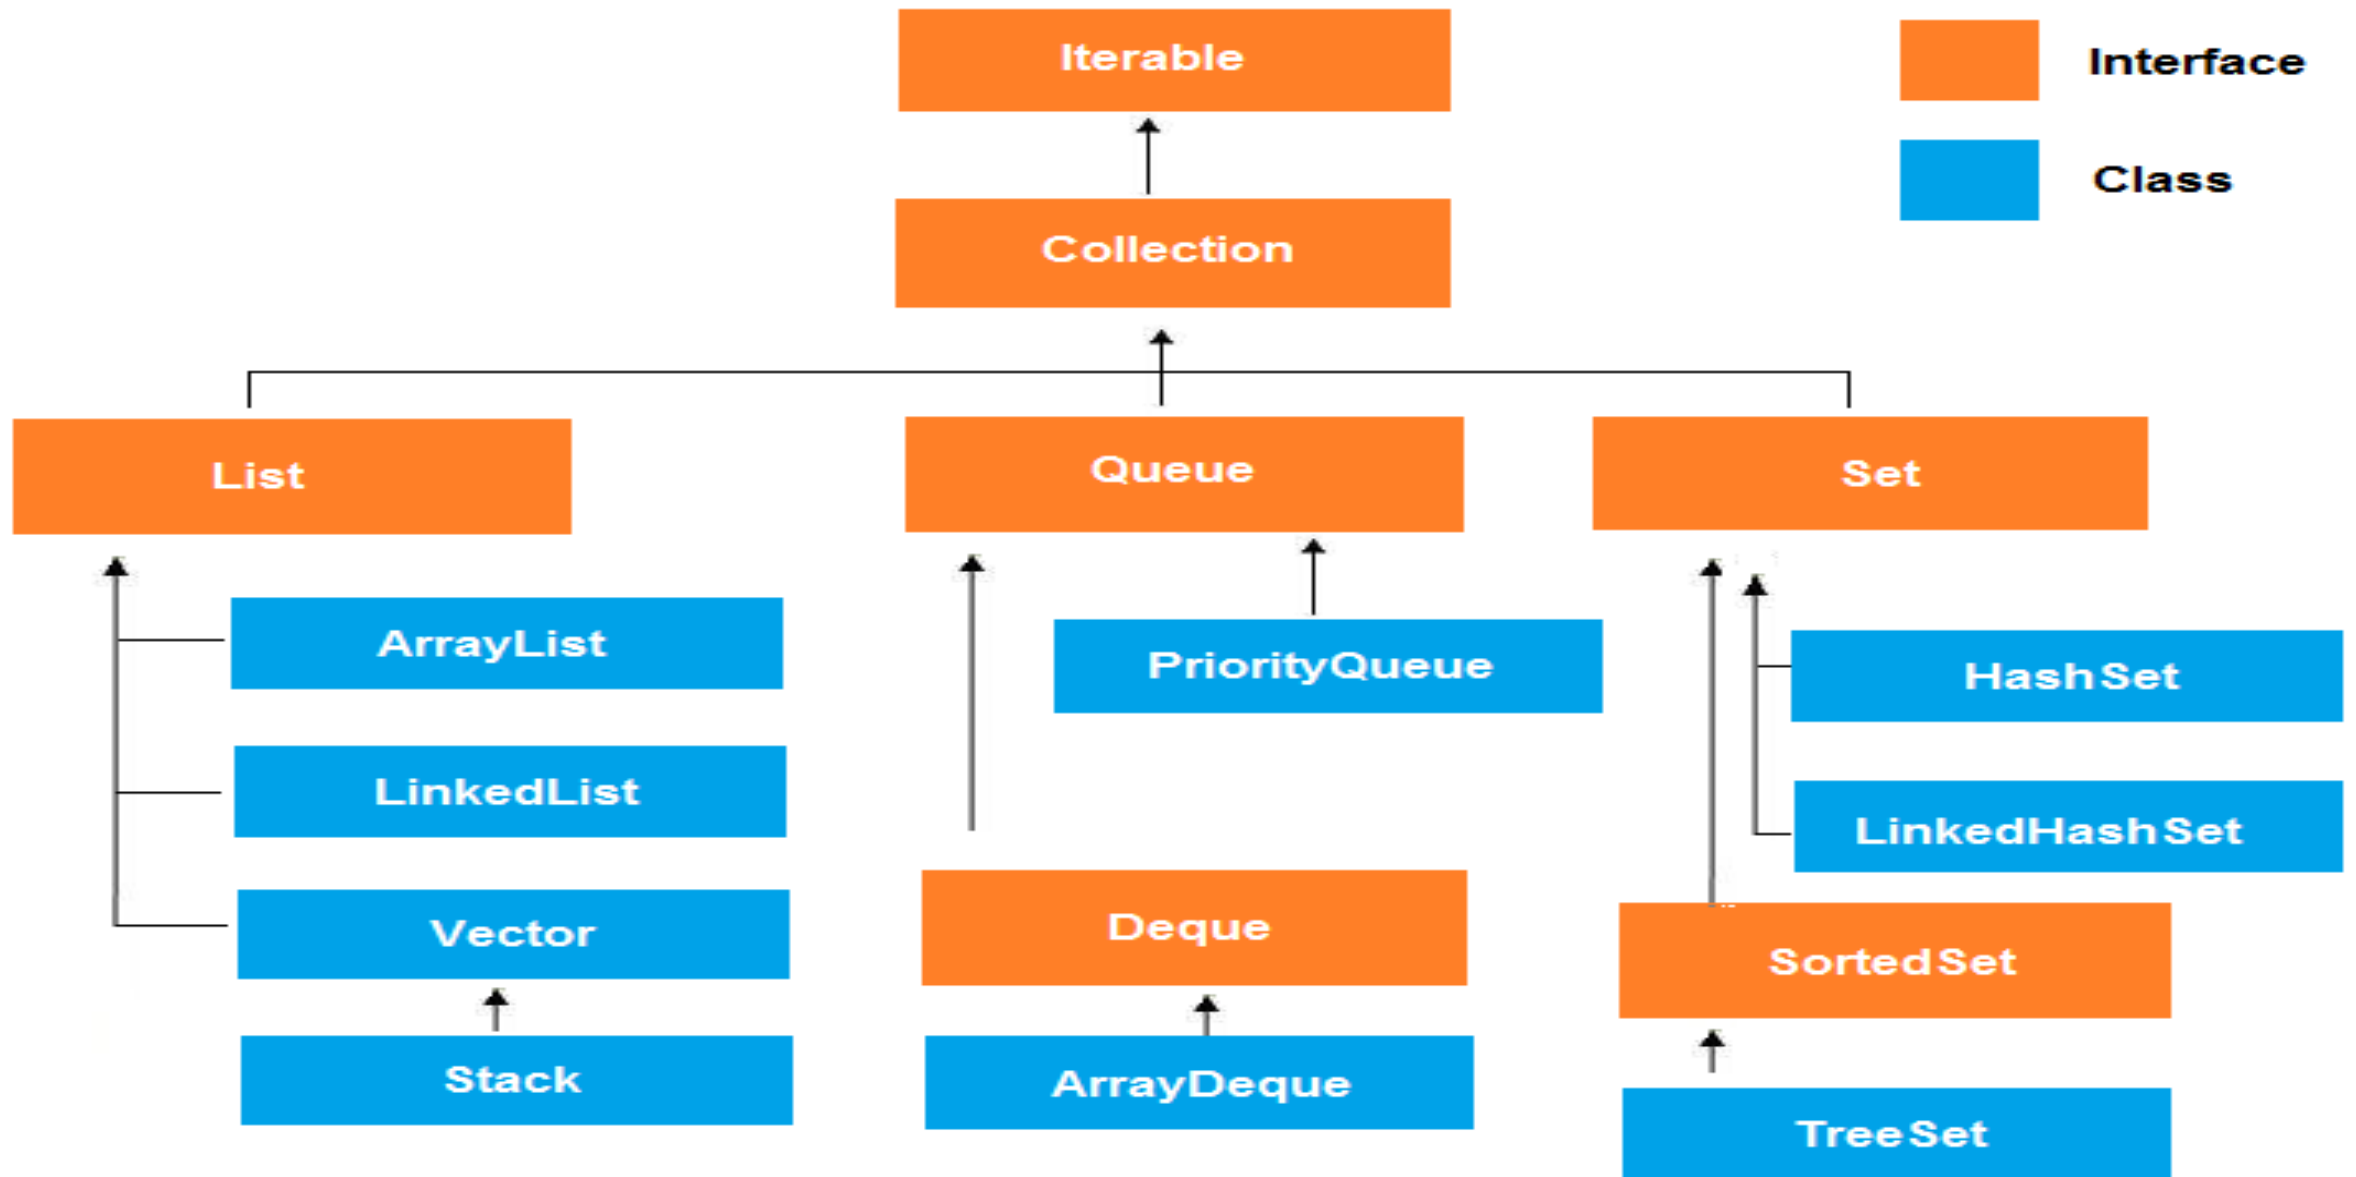 Iterable
Interface
Class
Collection
List
Queue
Set
ArrayList
PriorityQueue
HashSet
LinkedList
LinkedHashSet
Vector
Deque
SortedSet
Stack
ArrayDeque
TreeSet